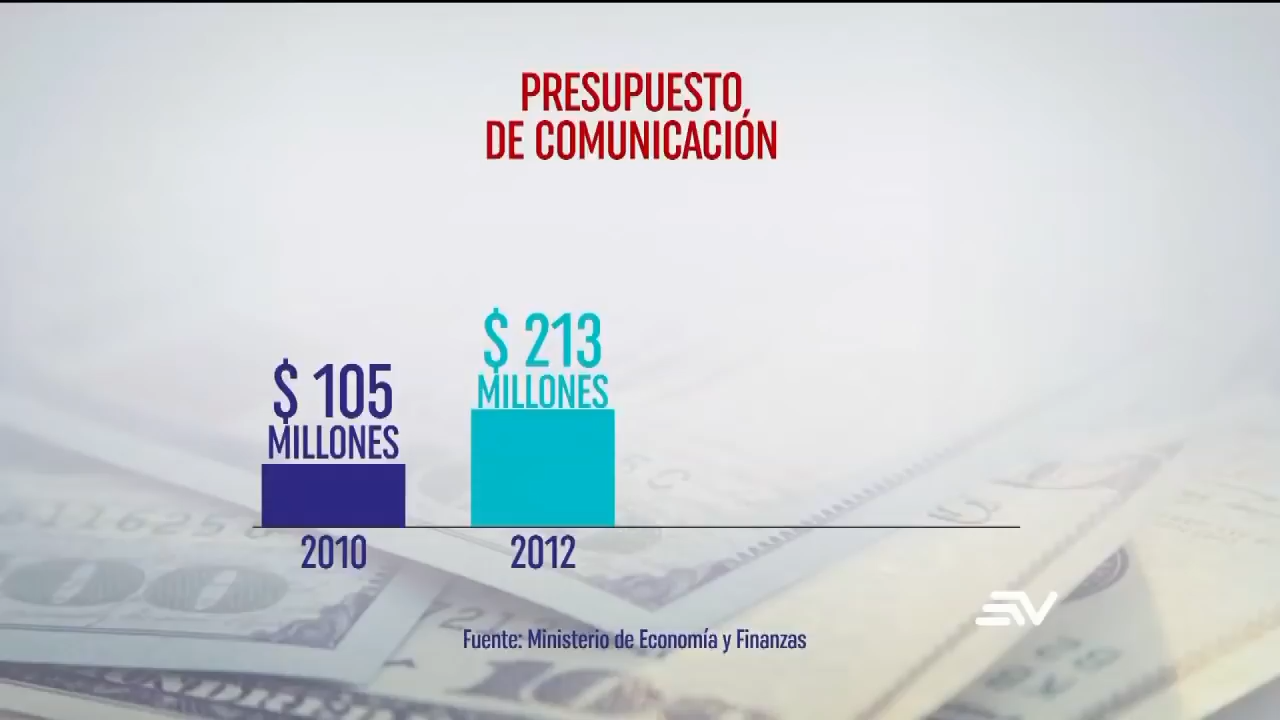 PRESUPUESTO
DE COMUNICACIÓN
$ 213
MILLONES
$ 105
MILLONES
2010
2012
Fuente: Ministerio de Economía y Finanzas